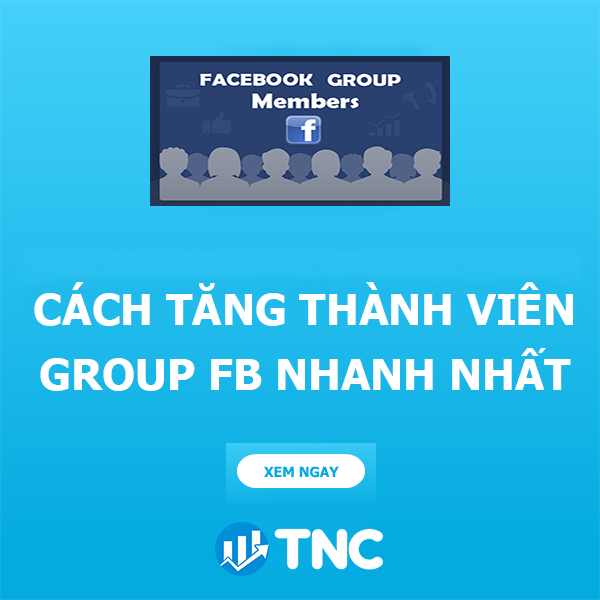 FACEBOOK GROUP
Members
f
CÁCH TĂNG THÀNH VIÊN
GROUP FB NHANH NHẤT
XEM NGAY
TNC